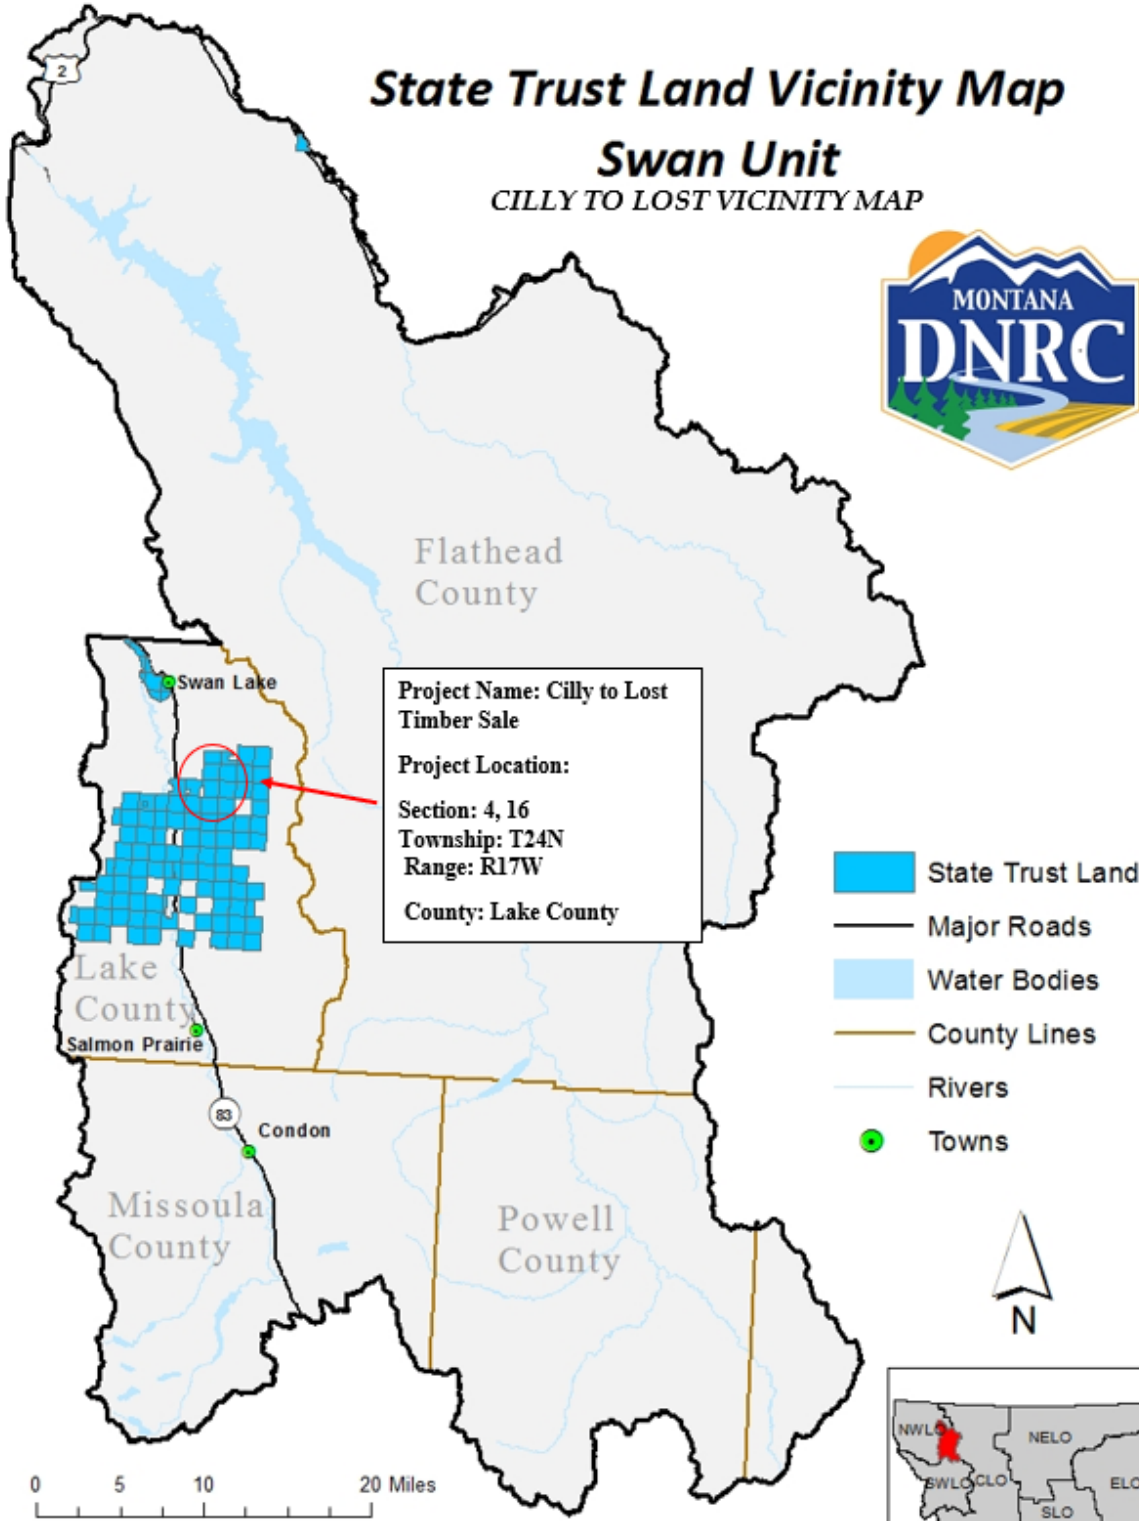 State Trust Land Vicinity Map
Swan Unit
CILLY TO LOST VICINITY MAP
2
MONTANA
DNRC
Flathead
County
Swan Lake
Project Name: Cilly to Lost
Timber Sale
Project Location:
Section: 4, 16
Township: T24N
Range: R17W
County: Lake County
State Trust Land
Major Roads
Water Bodies
County Lines
Rivers
Towns
Lake
County
Salmon Prairie
83
Condon
Missoula
County
Powell
County
N
NWLO
NELO
SWLO
CLO
ELO
SLO
0 5 10 20 Miles